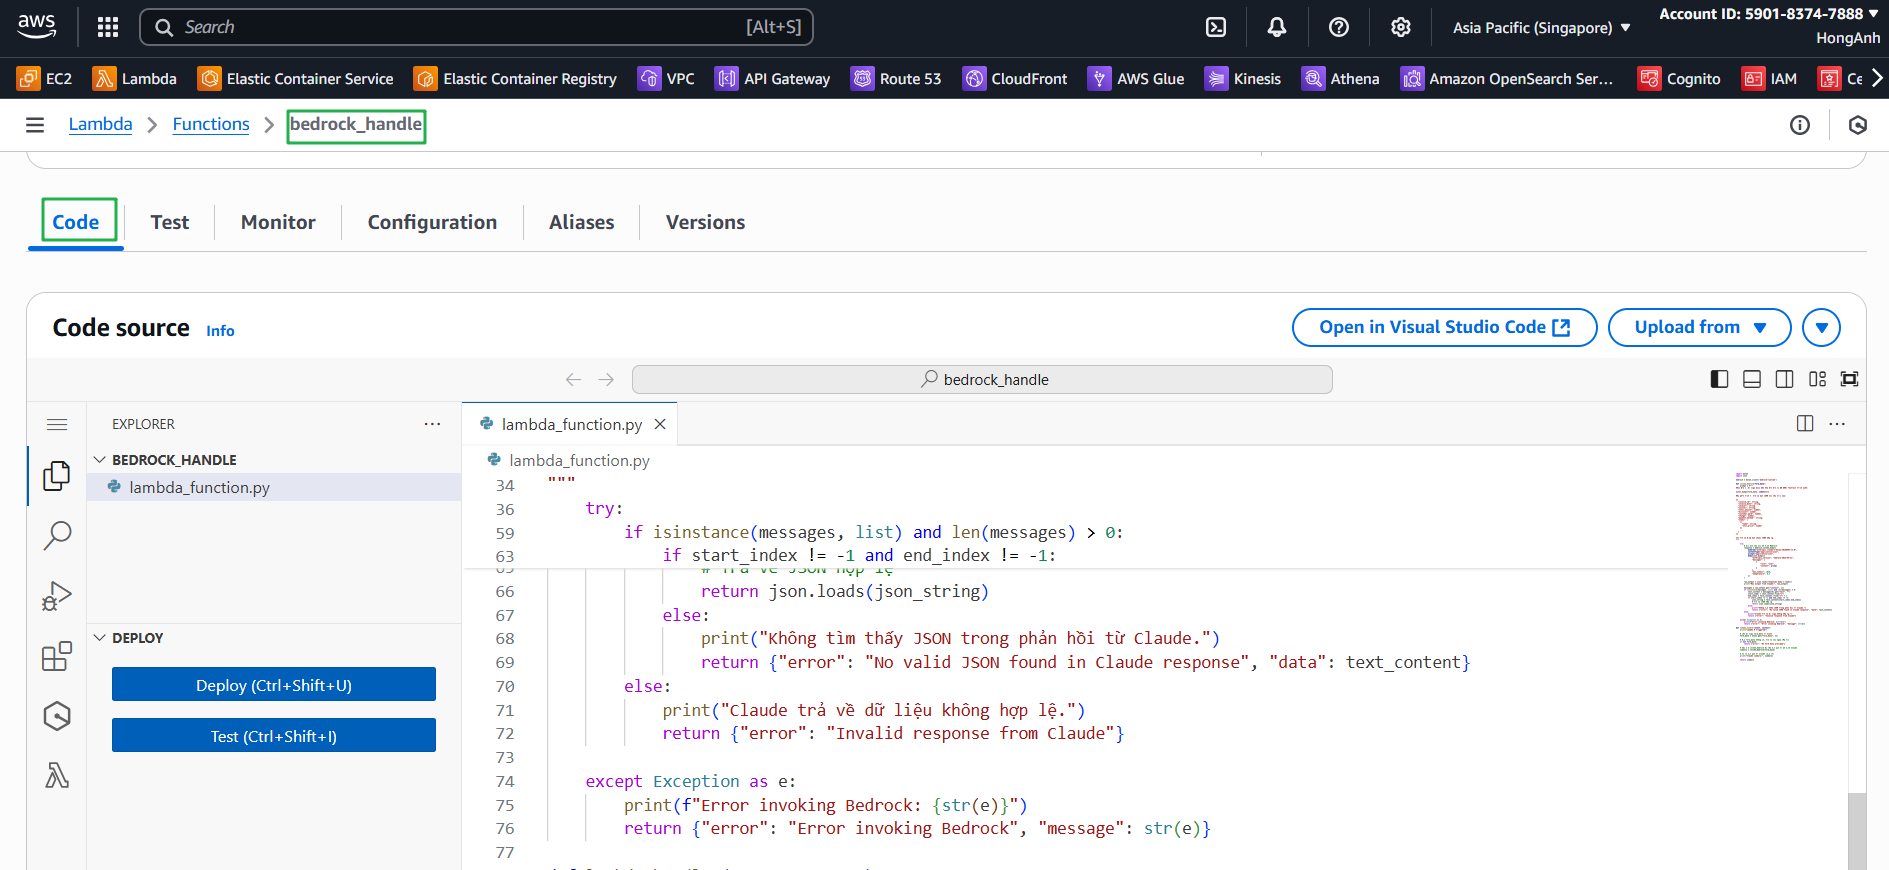 aws
Search
[Alt+S]
Asia Pacific (Singapore)
Account ID: 5901-8374-7888
HongAnh
EC2
Lambda
Elastic Container Service
Elastic Container Registry
VPC
API Gateway
Route 53
CloudFront
AWS Glue
Kinesis
Athena
Amazon OpenSearch Ser...
Cognito
IAM
Ce
Lambda
Functions
bedrock_handle
Code
Test
Monitor
Configuration
Aliases
Versions
Code source
Info
Open in Visual Studio Code
Upload from
bedrock_handle
EXPLORER
BEDROCK_HANDLE
lambda_function.py
DEPLOY
Deploy (Ctrl+Shift+U)
Test (Ctrl+Shift+I)
lambda_function.py
lambda_function.py
34 """
36 try:
59 if isinstance(messages, list) and len(messages) > 0:
63 if start_index != -1 and end_index != -1:
65 # Trả về JSON hợp lệ
66 return json.loads(json_string)
67 else:
68 print("Không tìm thấy JSON trong phản hồi từ Claude.")
69 return {"error": "No valid JSON found in Claude response", "data": text_content}
70 else:
71 print("Claude trả về dữ liệu không hợp lệ.")
72 return {"error": "Invalid response from Claude"}
73
74 except Exception as e:
75 print(f"Error invoking Bedrock: {str(e)}")
76 return {"error": "Error invoking Bedrock", "message": str(e)}
77